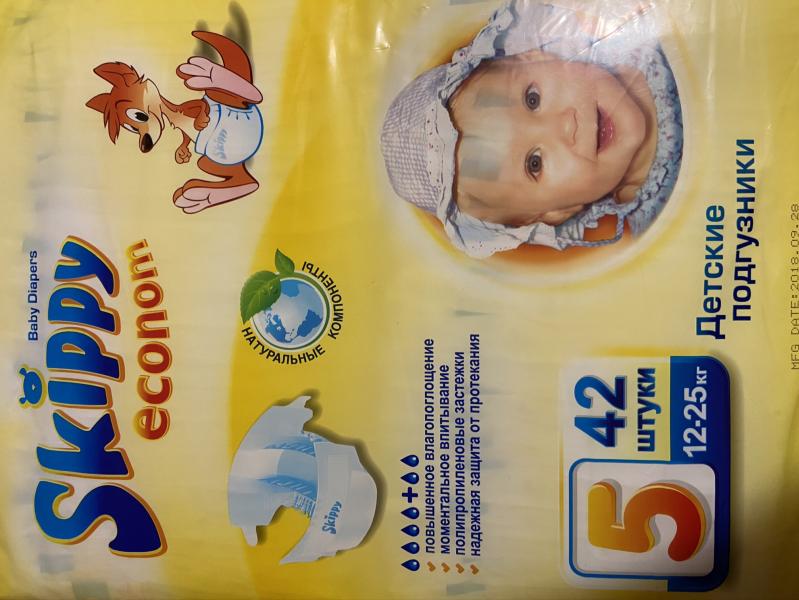 Baby Diapers
Skippy
econom
НАТУРАЛЬНЫЕ КОМПОНЕНТЫ
Skippy
повышенное влагопоглощение
моментальное впитывание
полипропиленовые застежки
надежная защита от протекания
5
42
штуки
12-25кг
Детские
подгузники
MFG DATE:2018.09.28